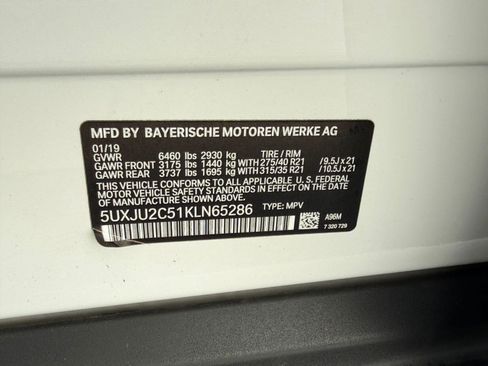 MFD BY BAYERISCHE MOTOREN WERKE AG
01/19
GVWR 6460 lbs 2930 kg TIRE / RIM
GAWR FRONT 3175 lbs 1440 kg WITH 275/40 R21 / 9.5J x 21
GAWR REAR 3737 lbs 1695 kg WITH 315/35 R21 / 10.5J x 21
THIS VEHICLE CONFORMS TO ALL APPLICABLE U. S. FEDERAL
MOTOR VEHICLE SAFETY STANDARDS IN EFFECT ON THE
DATE OF MANUFACTURE SHOWN ABOVE.
5UXJU2C51KLN65286 TYPE: MPV
A96M
7 320 729